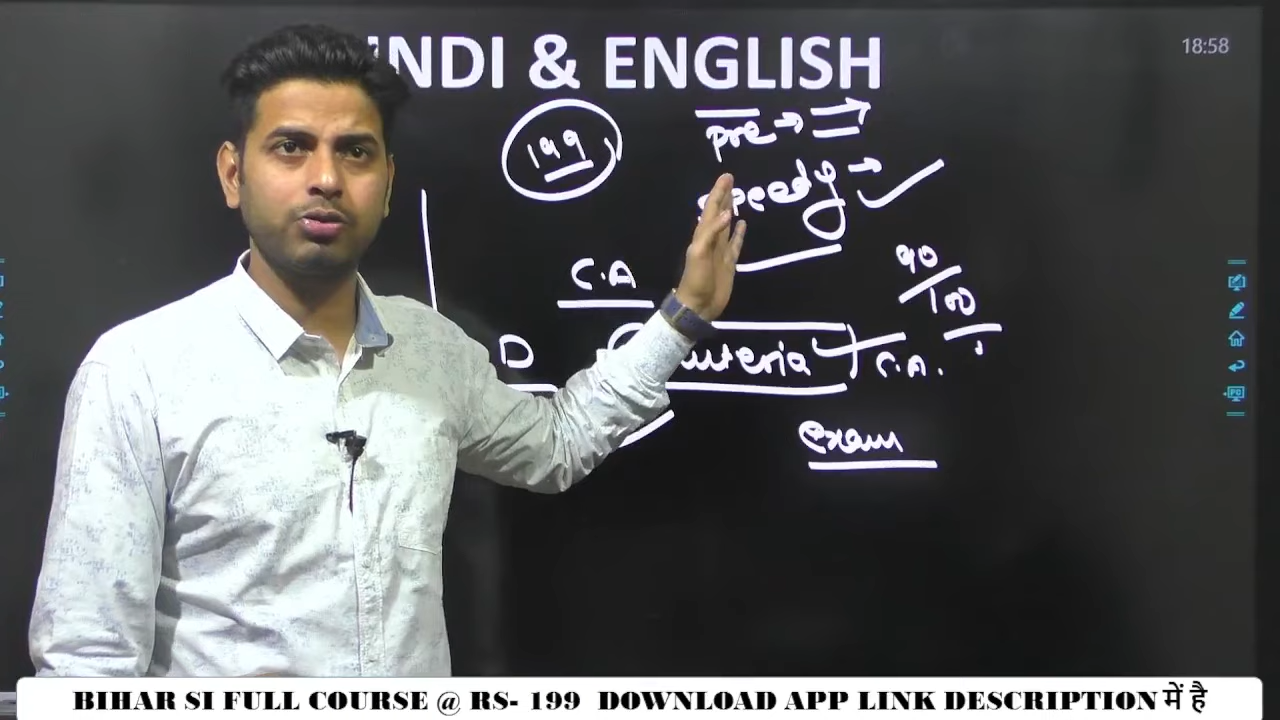 INDI & ENGLISH
18:58
199
pre
speedy
C.A
90/100
D
C.A.
exam
BIHAR SI FULL COURSE @ RS- 199 DOWNLOAD APP LINK DESCRIPTION में है